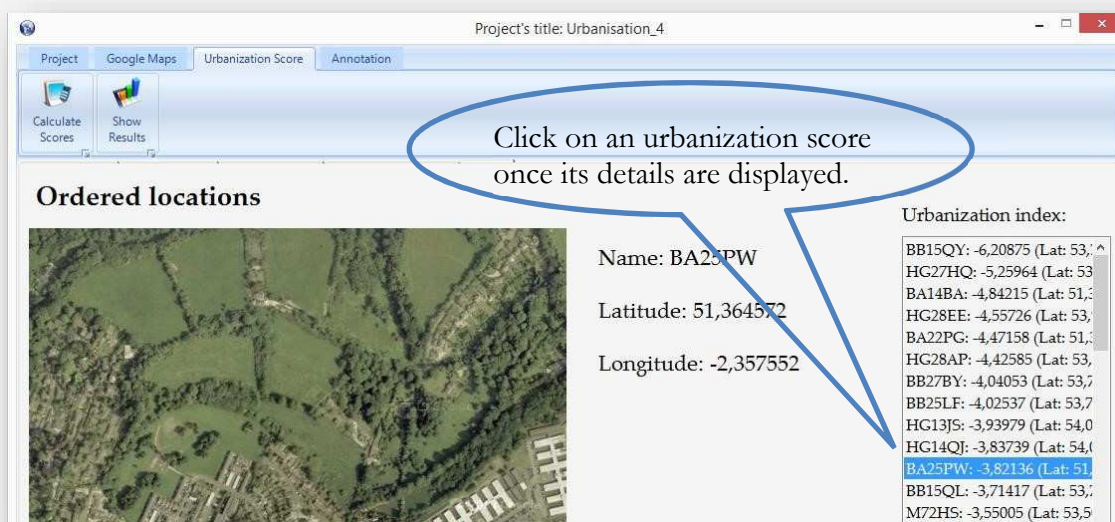 Project's title: Urbanisation_4
Project Google Maps Urbanization Score Annotation
Calculate Scores
Show Results
Click on an urbanization score
once its details are displayed.
Ordered locations
Name: BA25PW
Latitude: 51,364572
Longitude: -2,357552
Urbanization index:
BB15QY: -6,20875 (Lat: 53,
HG27HQ: -5,25964 (Lat: 53
BA14BA: -4,84215 (Lat: 51,
HG28EE: -4,55726 (Lat: 53,
BA22PG: -4,47158 (Lat: 51,
HG28AP: -4,42585 (Lat: 53,
BB27BY: -4,04053 (Lat: 53,7
BB25LF: -4,02537 (Lat: 53,7
HG13JS: -3,93979 (Lat: 54,0
HG14QJ: -3,83739 (Lat: 54,
BA25PW: -3,82136 (Lat: 51,
BB15QL: -3,71417 (Lat: 53,
M72HS: -3,55005 (Lat: 53,5